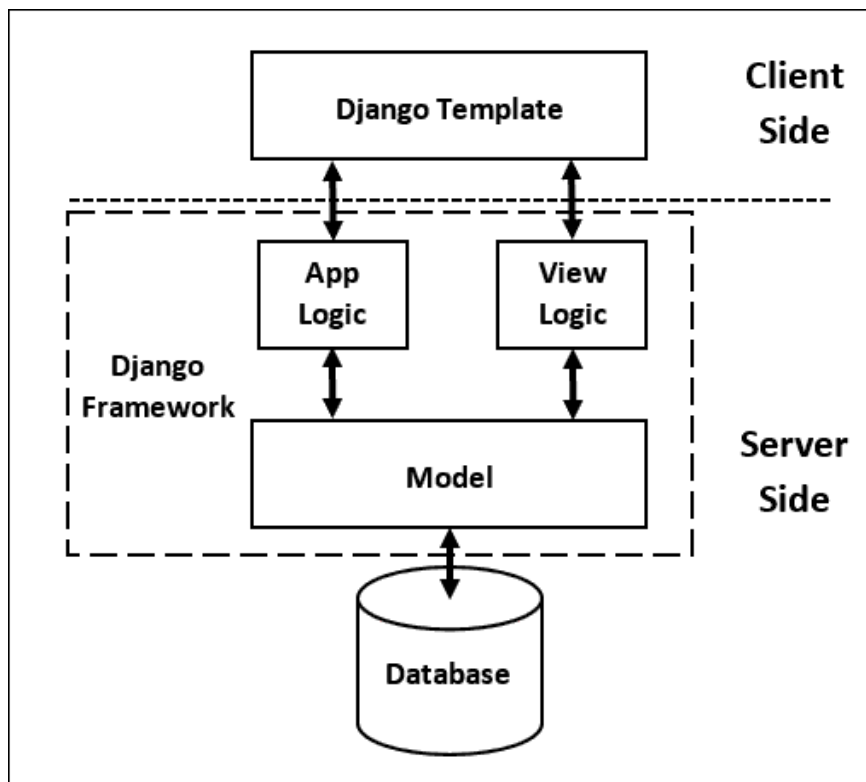 Django Template
Client
Side
App
Logic
View
Logic
Django
Framework
Model
Server
Side
Database